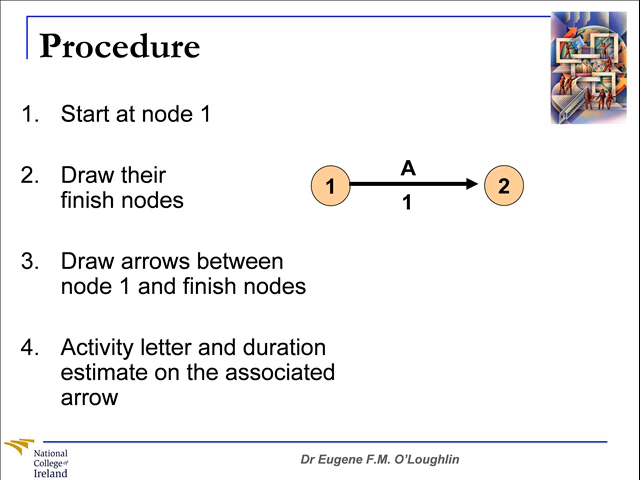 Procedure
1. Start at node 1
2. Draw their
finish nodes
A
1
2
1
3. Draw arrows between
node 1 and finish nodes
4. Activity letter and duration
estimate on the associated
arrow
National
College of
Ireland
Dr Eugene F.M. O'Loughlin